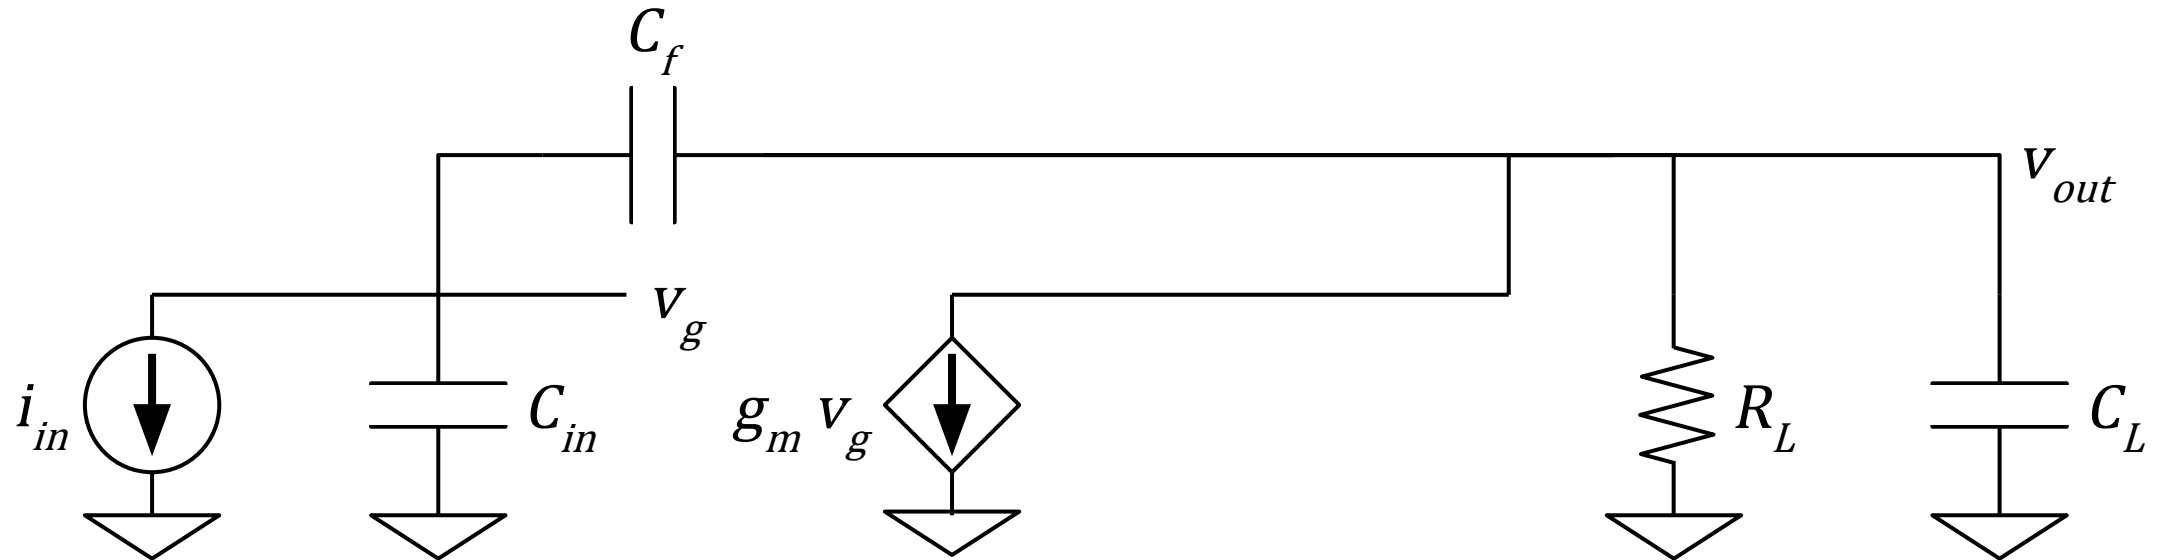 C_f
v_out
v_g
i_in
C_in
g_m v_g
R_L
C_L